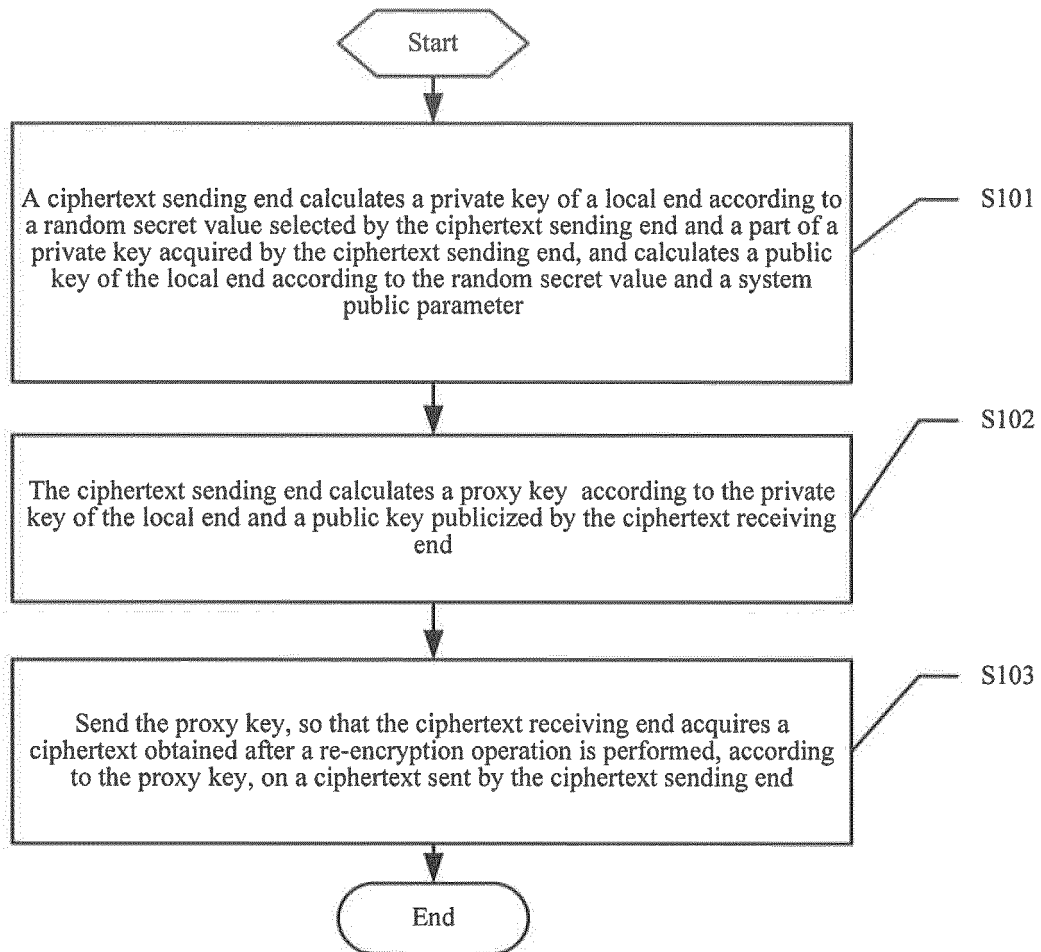 Start
A ciphertext sending end calculates a private key of a local end according to
a random secret value selected by the ciphertext sending end and a part of a
private key acquired by the ciphertext sending end, and calculates a public
key of the local end according to the random secret value and a system
public parameter
S101
The ciphertext sending end calculates a proxy key according to the private
key of the local end and a public key publicized by the ciphertext receiving
end
S102
Send the proxy key, so that the ciphertext receiving end acquires a
ciphertext obtained after a re-encryption operation is performed, according
to the proxy key, on a ciphertext sent by the ciphertext sending end
S103
End